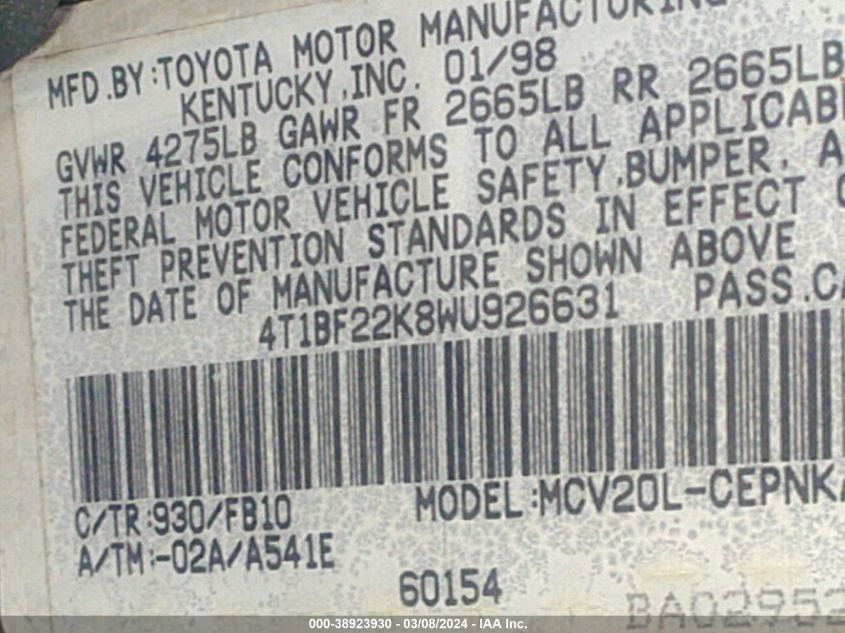 MFD.BY:TOYOTA MOTOR MANUFACTURING
KENTUCKY,INC. 01/98
GVWR 4275LB GAWR FR 2665LB RR 2665LB
THIS VEHICLE CONFORMS TO ALL
FEDERAL MOTOR VEHICLE SAFETY,BUMPER,
THEFT PREVENTION STANDARDS IN EFFECT
THE DATE OF MANUFACTURE SHOWN ABOVE
4T1BF22K8WU926631 PASS.
C/TR:930/FB10 MODEL:MCV20L-CEPNK
A/TM:-02A/A541E
60154
BA02952
000-38923930 - 03/08/2024 - IAA Inc.